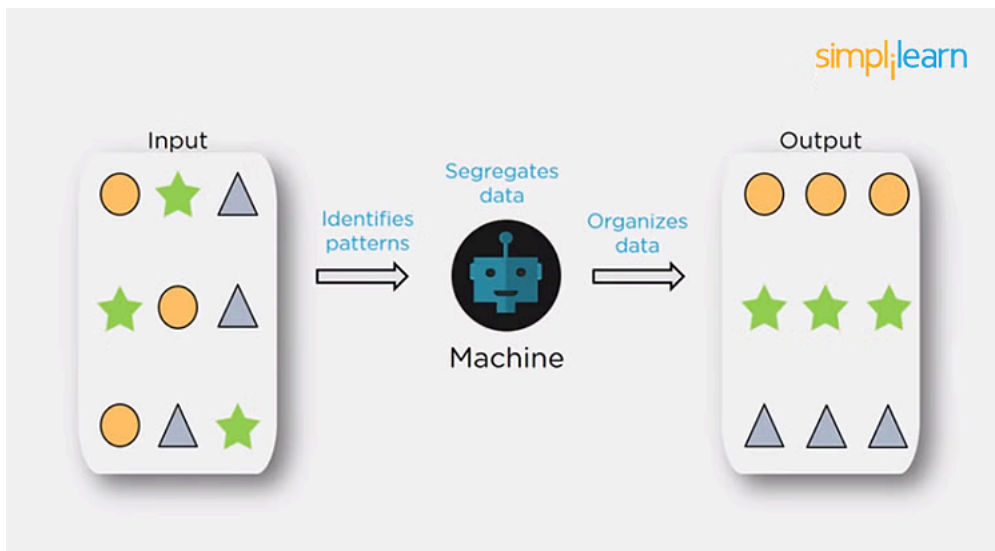 simplilearn
Input
Output
Segregates
data
Identifies
patterns
Organizes
data
Machine